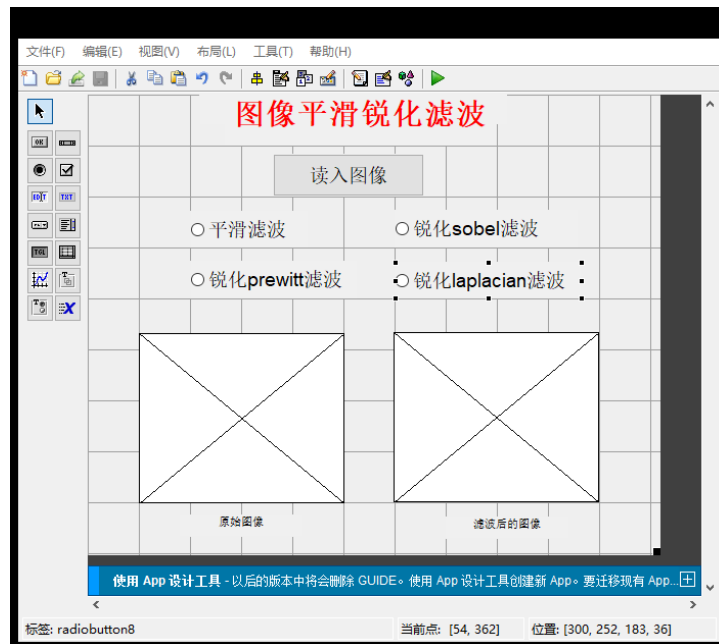 文件(F) 编辑(E) 视图(V) 布局(L) 工具(T) 帮助(H)
图像平滑锐化滤波
读入图像
平滑滤波 锐化sobel滤波
锐化prewitt滤波 锐化laplacian滤波
原始图像 滤波后的图像
使用 App 设计工具 - 以后的版本中将会删除 GUIDE。使用 App 设计工具创建新 App。要迁移现有 App...
标签: radiobutton8 当前点: [54, 362] 位置: [300, 252, 183, 36]